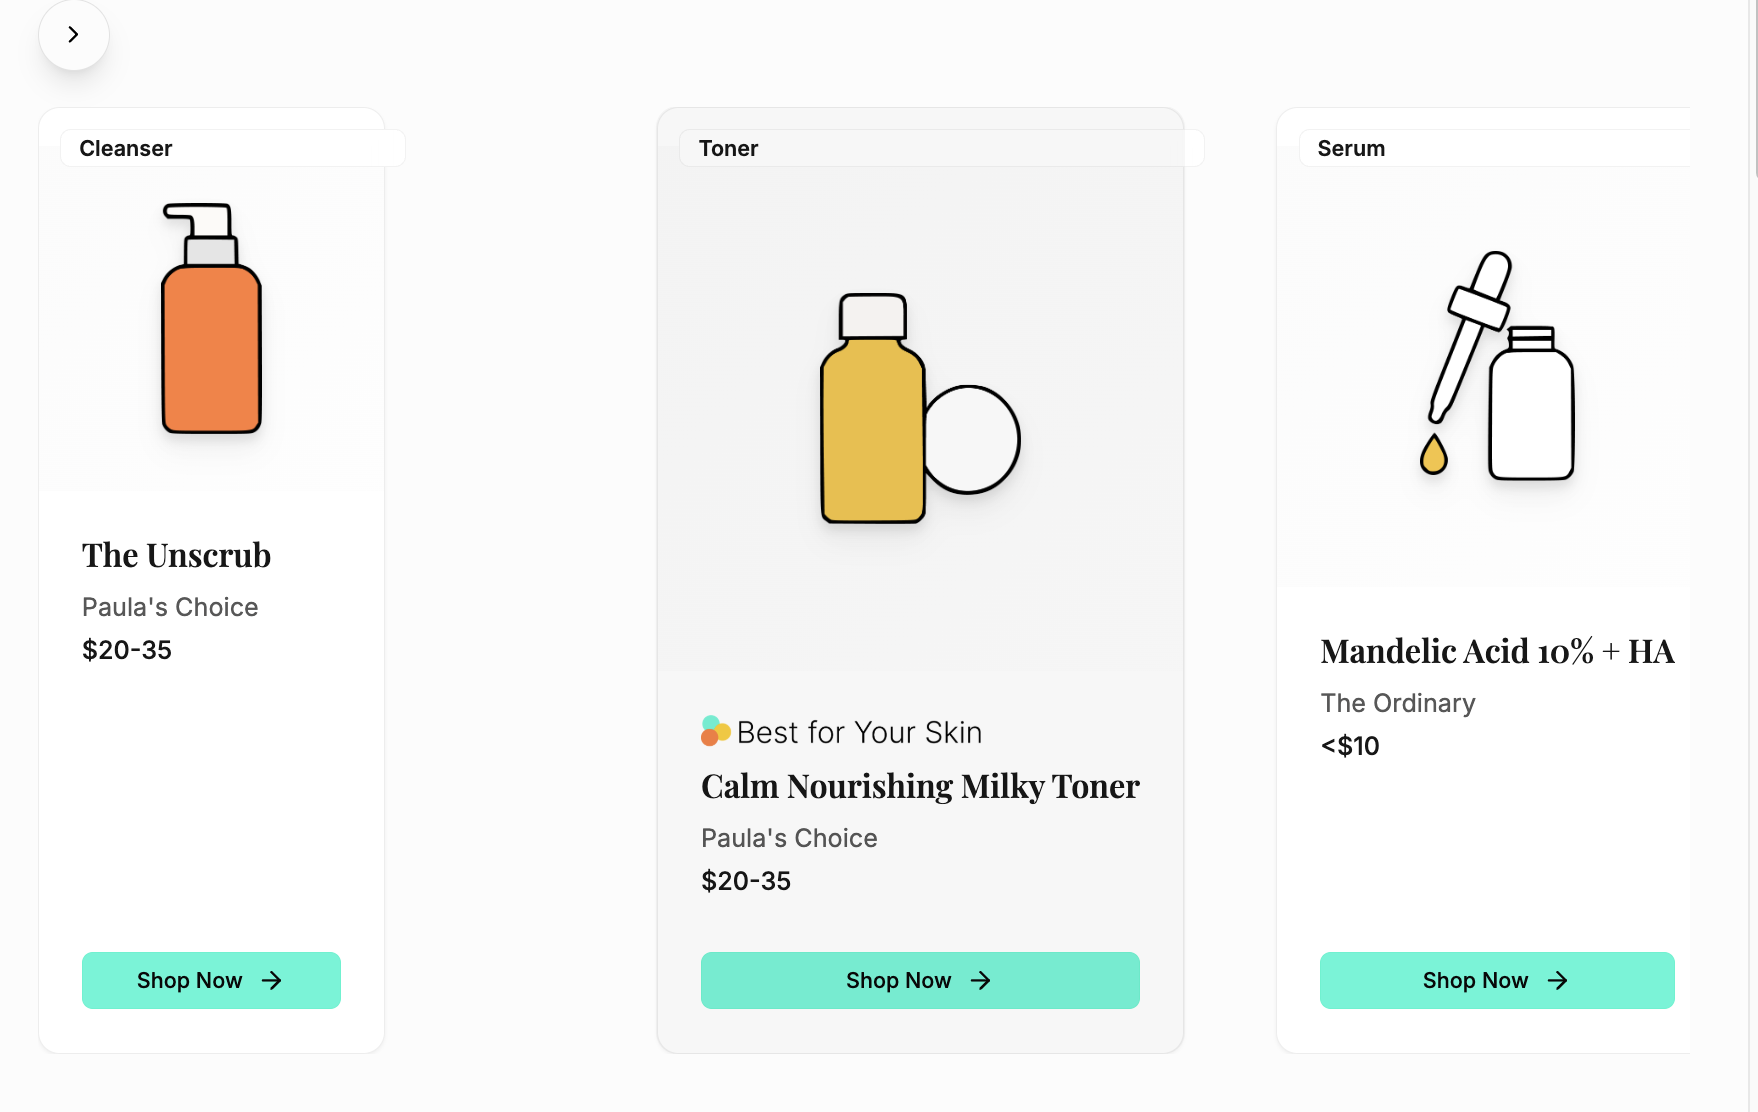 Cleanser
The Unscrub
Paula's Choice
$20-35
Shop Now
Toner
Best for Your Skin
Calm Nourishing Milky Toner
Paula's Choice
$20-35
Shop Now
Serum
Mandelic Acid 10% + HA
The Ordinary
<$10
Shop Now